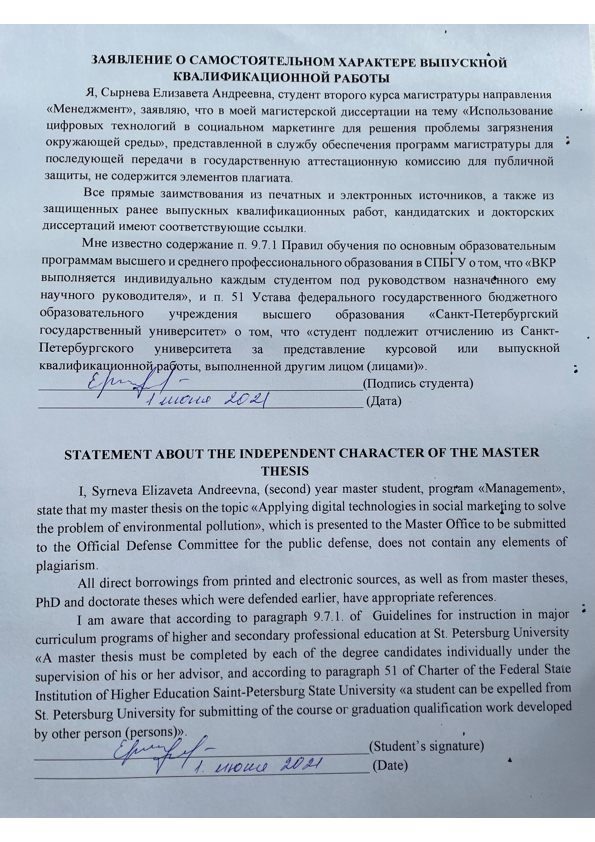 ЗАЯВЛЕНИЕ О САМОСТОЯТЕЛЬНОМ ХАРАКТЕРЕ ВЫПУСКНОЙ
КВАЛИФИКАЦИОННОЙ РАБОТЫ
Я, Сырнева Елизавета Андреевна, студент второго курса магистратуры направления
«Менеджмент», заявляю, что в моей магистерской диссертации на тему «Использование
цифровых технологий в социальном маркетинге для решения проблемы загрязнения
окружающей среды», представленной в службу обеспечения программ магистратуры для
последующей передачи в государственную аттестационную комиссию для публичной
защиты, не содержится элементов плагиата.
Все прямые заимствования из печатных и электронных источников, а также из
защищенных ранее выпускных квалификационных работ, кандидатских и докторских
диссертаций имеют соответствующие ссылки.
Мне известно содержание п. 9.7.1 Правил обучения по основным образовательным
программам высшего и среднего профессионального образования в СПБГУ о том, что «ВКР
выполняется индивидуально каждым студентом под руководством назначенного ему
научного руководителя», и п. 51 Устава федерального государственного бюджетного
образовательного учреждения высшего образования «Санкт-Петербургский
государственный университет» о том, что «студент подлежит отчислению из Санкт-
Петербургского университета за представление курсовой или выпускной
квалификационной работы, выполненной другим лицом (лицами)».
(Подпись студента)
1 июня 2021 (Дата)
STATEMENT ABOUT THE INDEPENDENT CHARACTER OF THE MASTER
THESIS
I, Syrneva Elizaveta Andreevna, (second) year master student, program «Management»,
state that my master thesis on the topic «Applying digital technologies in social marketing to solve
the problem of environmental pollution», which is presented to the Master Office to be submitted
to the Official Defense Committee for the public defense, does not contain any elements of
plagiarism.
All direct borrowings from printed and electronic sources, as well as from master theses,
PhD and doctorate theses which were defended earlier, have appropriate references.
I am aware that according to paragraph 9.7.1. of Guidelines for instruction in major
curriculum programs of higher and secondary professional education at St. Petersburg University
«A master thesis must be completed by each of the degree candidates individually under the
supervision of his or her advisor, and according to paragraph 51 of Charter of the Federal State
Institution of Higher Education Saint-Petersburg State University «a student can be expelled from
St. Petersburg University for submitting of the course or graduation qualification work developed
by other person (persons)».
(Student's signature)
1. июня 2021 (Date)